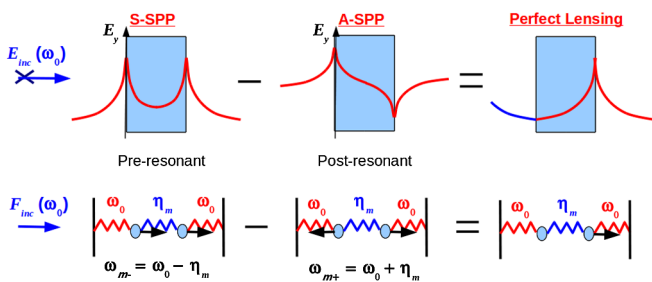 S-SPP
A-SPP
Perfect Lensing
E_y
E_y
E_inc (ω_0)
−
=
Pre-resonant
Post-resonant
F_inc (ω_0)
ω_0 η_m ω_0
−
ω_0 η_m ω_0
=
ω_0 η_m ω_0
ω_m- = ω_0 − η_m
ω_m+ = ω_0 + η_m